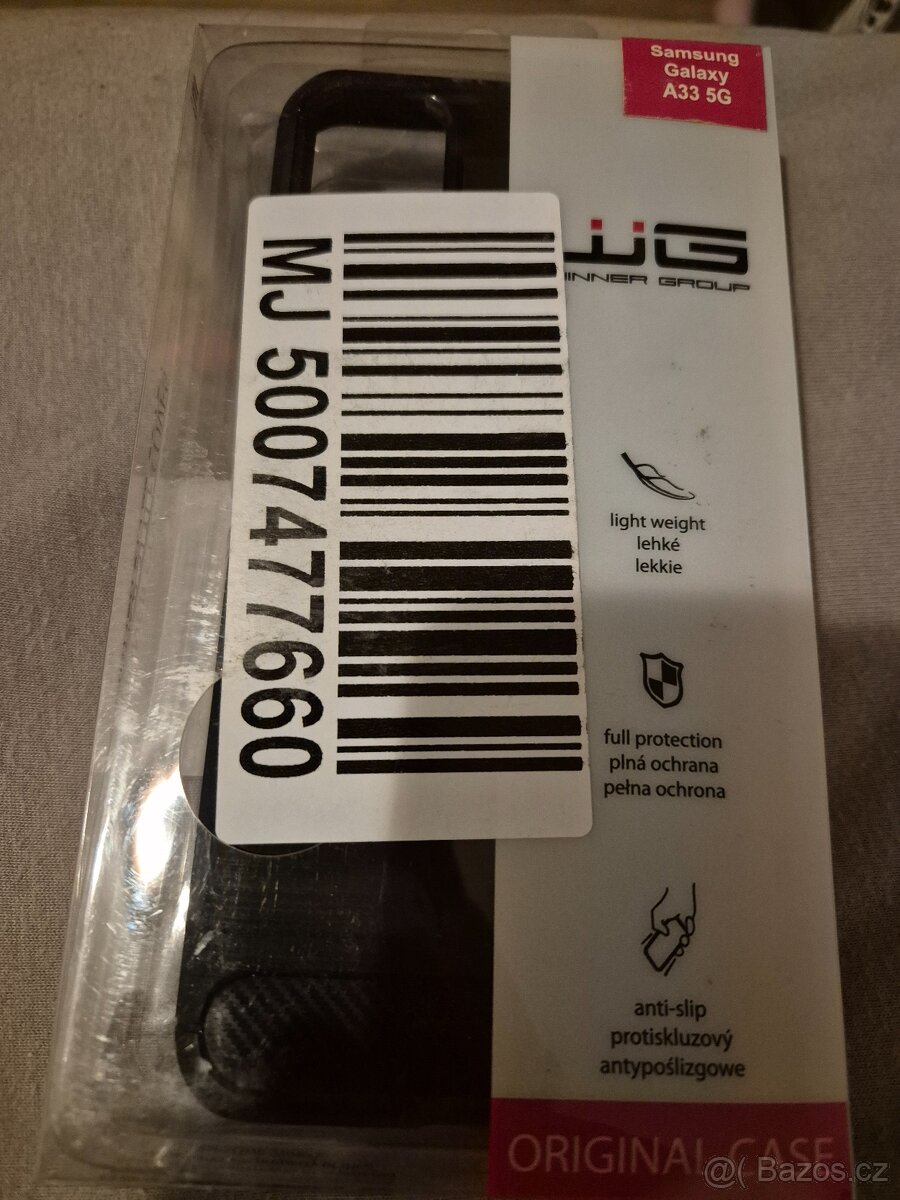 Samsung
Galaxy
A33 5G
WG
INNER GROUP
MJ 5007477660
light weight
lehké
lekkie
full protection
plná ochrana
pełna ochrona
anti-slip
protiskluzový
antypoślizgowe
ORIGINAL CASE
@( Bazos.cz